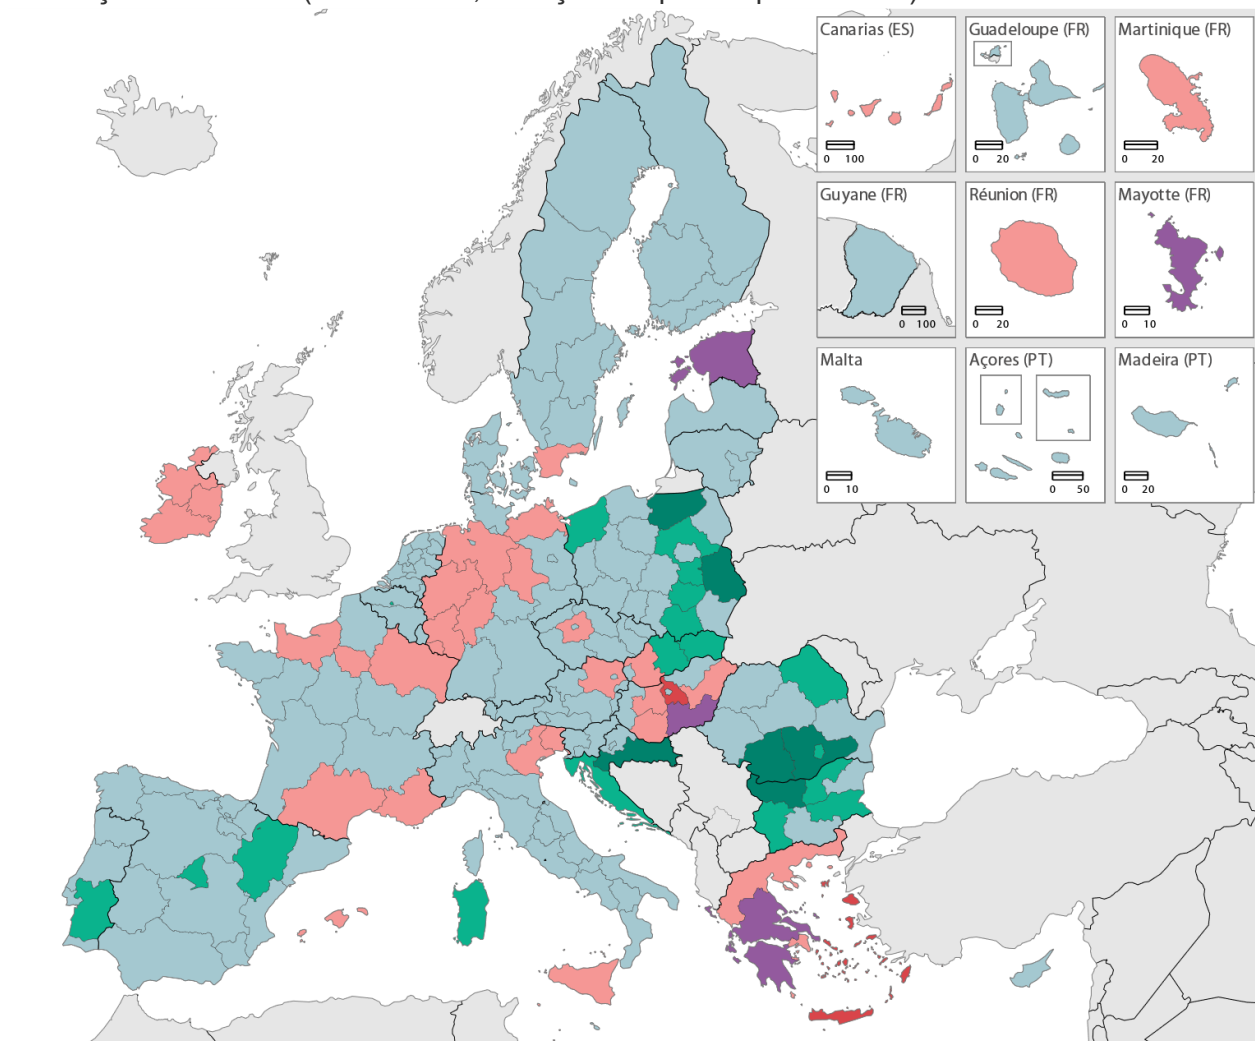 Canarias (ES)
0 100
Guadeloupe (FR)
0 20
Martinique (FR)
0 20
Guyane (FR)
0 100
Réunion (FR)
0 20
Mayotte (FR)
0 10
Malta
0 10
Açores (PT)
0 50
Madeira (PT)
0 20